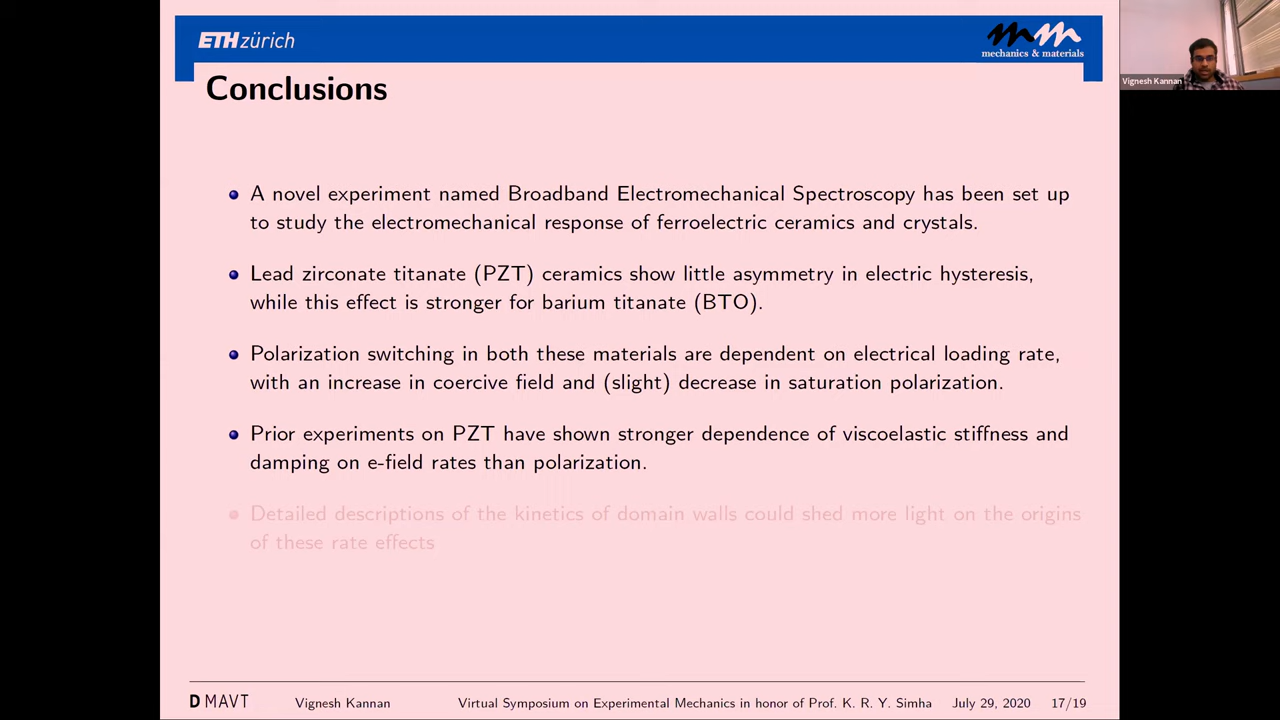 ETH zürich
mm
mechanics & materials
Vignesh Kannan
Conclusions
A novel experiment named Broadband Electromechanical Spectroscopy has been set up
to study the electromechanical response of ferroelectric ceramics and crystals.
Lead zirconate titanate (PZT) ceramics show little asymmetry in electric hysteresis,
while this effect is stronger for barium titanate (BTO).
Polarization switching in both these materials are dependent on electrical loading rate,
with an increase in coercive field and (slight) decrease in saturation polarization.
Prior experiments on PZT have shown stronger dependence of viscoelastic stiffness and
damping on e-field rates than polarization.
Detailed descriptions of the kinetics of domain walls could shed more light on the origins
of these rate effects
D MAVT Vignesh Kannan Virtual Symposium on Experimental Mechanics in honor of Prof. K. R. Y. Simha July 29, 2020 17/19